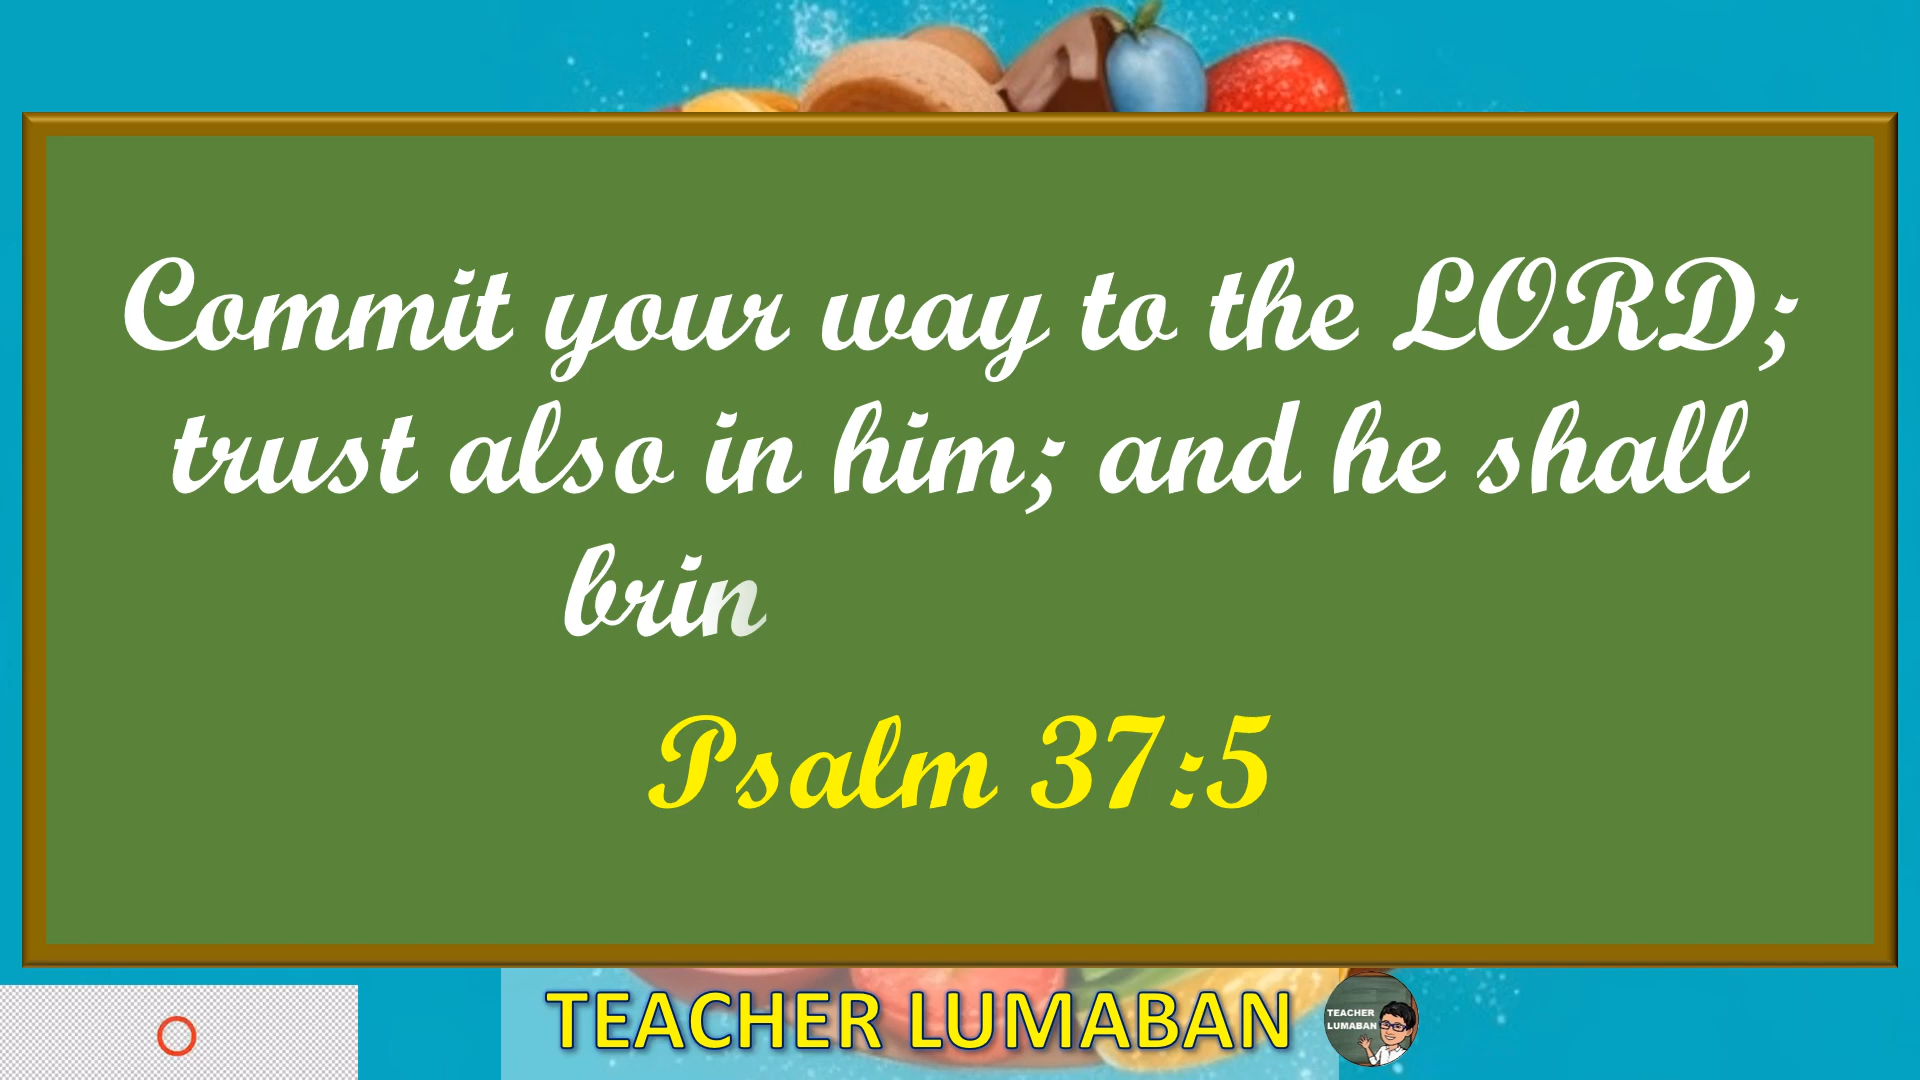 Commit your way to the LORD;
trust also in him; and he shall
brin
Psalm 37:5
TEACHER LUMABAN
TEACHER
LUMABAN